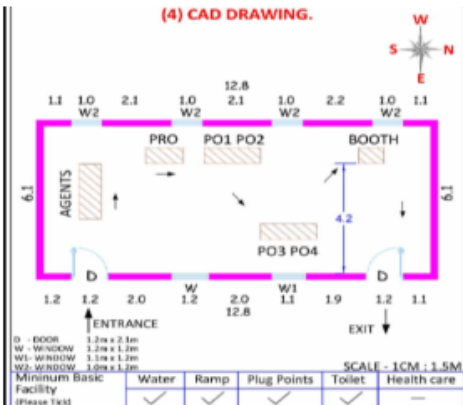 (4) CAD DRAWING.
W
S N
E
12.8
1.1 1.0 2.1 1.0 2.1 1.0 2.2 1.0 1.1
W2 W2 W2 W2
PRO PO1 PO2 BOOTH
6.1 AGENTS 6.1
4.2
PO3 PO4
D W W1 D
1.2 1.2 2.0 1.2 2.0 1.1 1.9 1.2 1.1
12.8
ENTRANCE EXIT
D - DOOR 1.2m x 2.1m
W - WINDOW 1.2m x 1.2m
W1- WINDOW 1.1m x 1.2m
W2- WINDOW 1.0m x 1.2m
SCALE - 1CM : 1.5M
Minimum Basic Facility (Please Tick) Water Ramp Plug Points Toilet Health care
✓ ✓ ✓ ✓ —